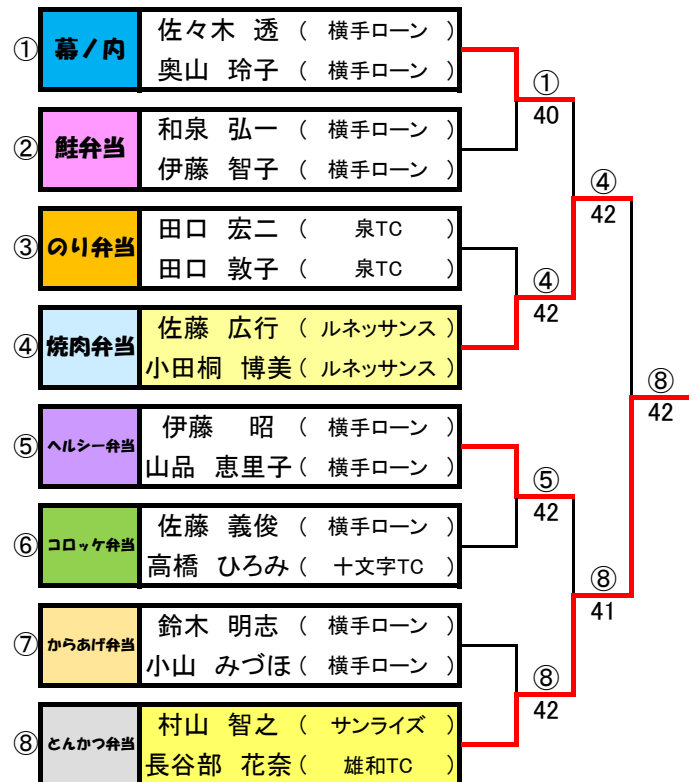 ① 幕ノ内 佐々木 透 ( 横手ローン )
奥山 玲子 ( 横手ローン )
② 鮭弁当 和泉 弘一 ( 横手ローン )
伊藤 智子 ( 横手ローン )
③ のり弁当 田口 宏二 ( 泉TC )
田口 敦子 ( 泉TC )
④ 焼肉弁当 佐藤 広行 ( ルネッサンス )
小田桐 博美 ( ルネッサンス )
⑤ ヘルシー弁当 伊藤 昭 ( 横手ローン )
山品 恵里子 ( 横手ローン )
⑥ コロッケ弁当 佐藤 義俊 ( 横手ローン )
高橋 ひろみ ( 十文字TC )
⑦ からあげ弁当 鈴木 明志 ( 横手ローン )
小山 みづほ ( 横手ローン )
⑧ とんかつ弁当 村山 智之 ( サンライズ )
長谷部 花奈 ( 雄和TC )
①
40
④
42
⑤
42
⑧
42
④
42
⑧
41
⑧
42